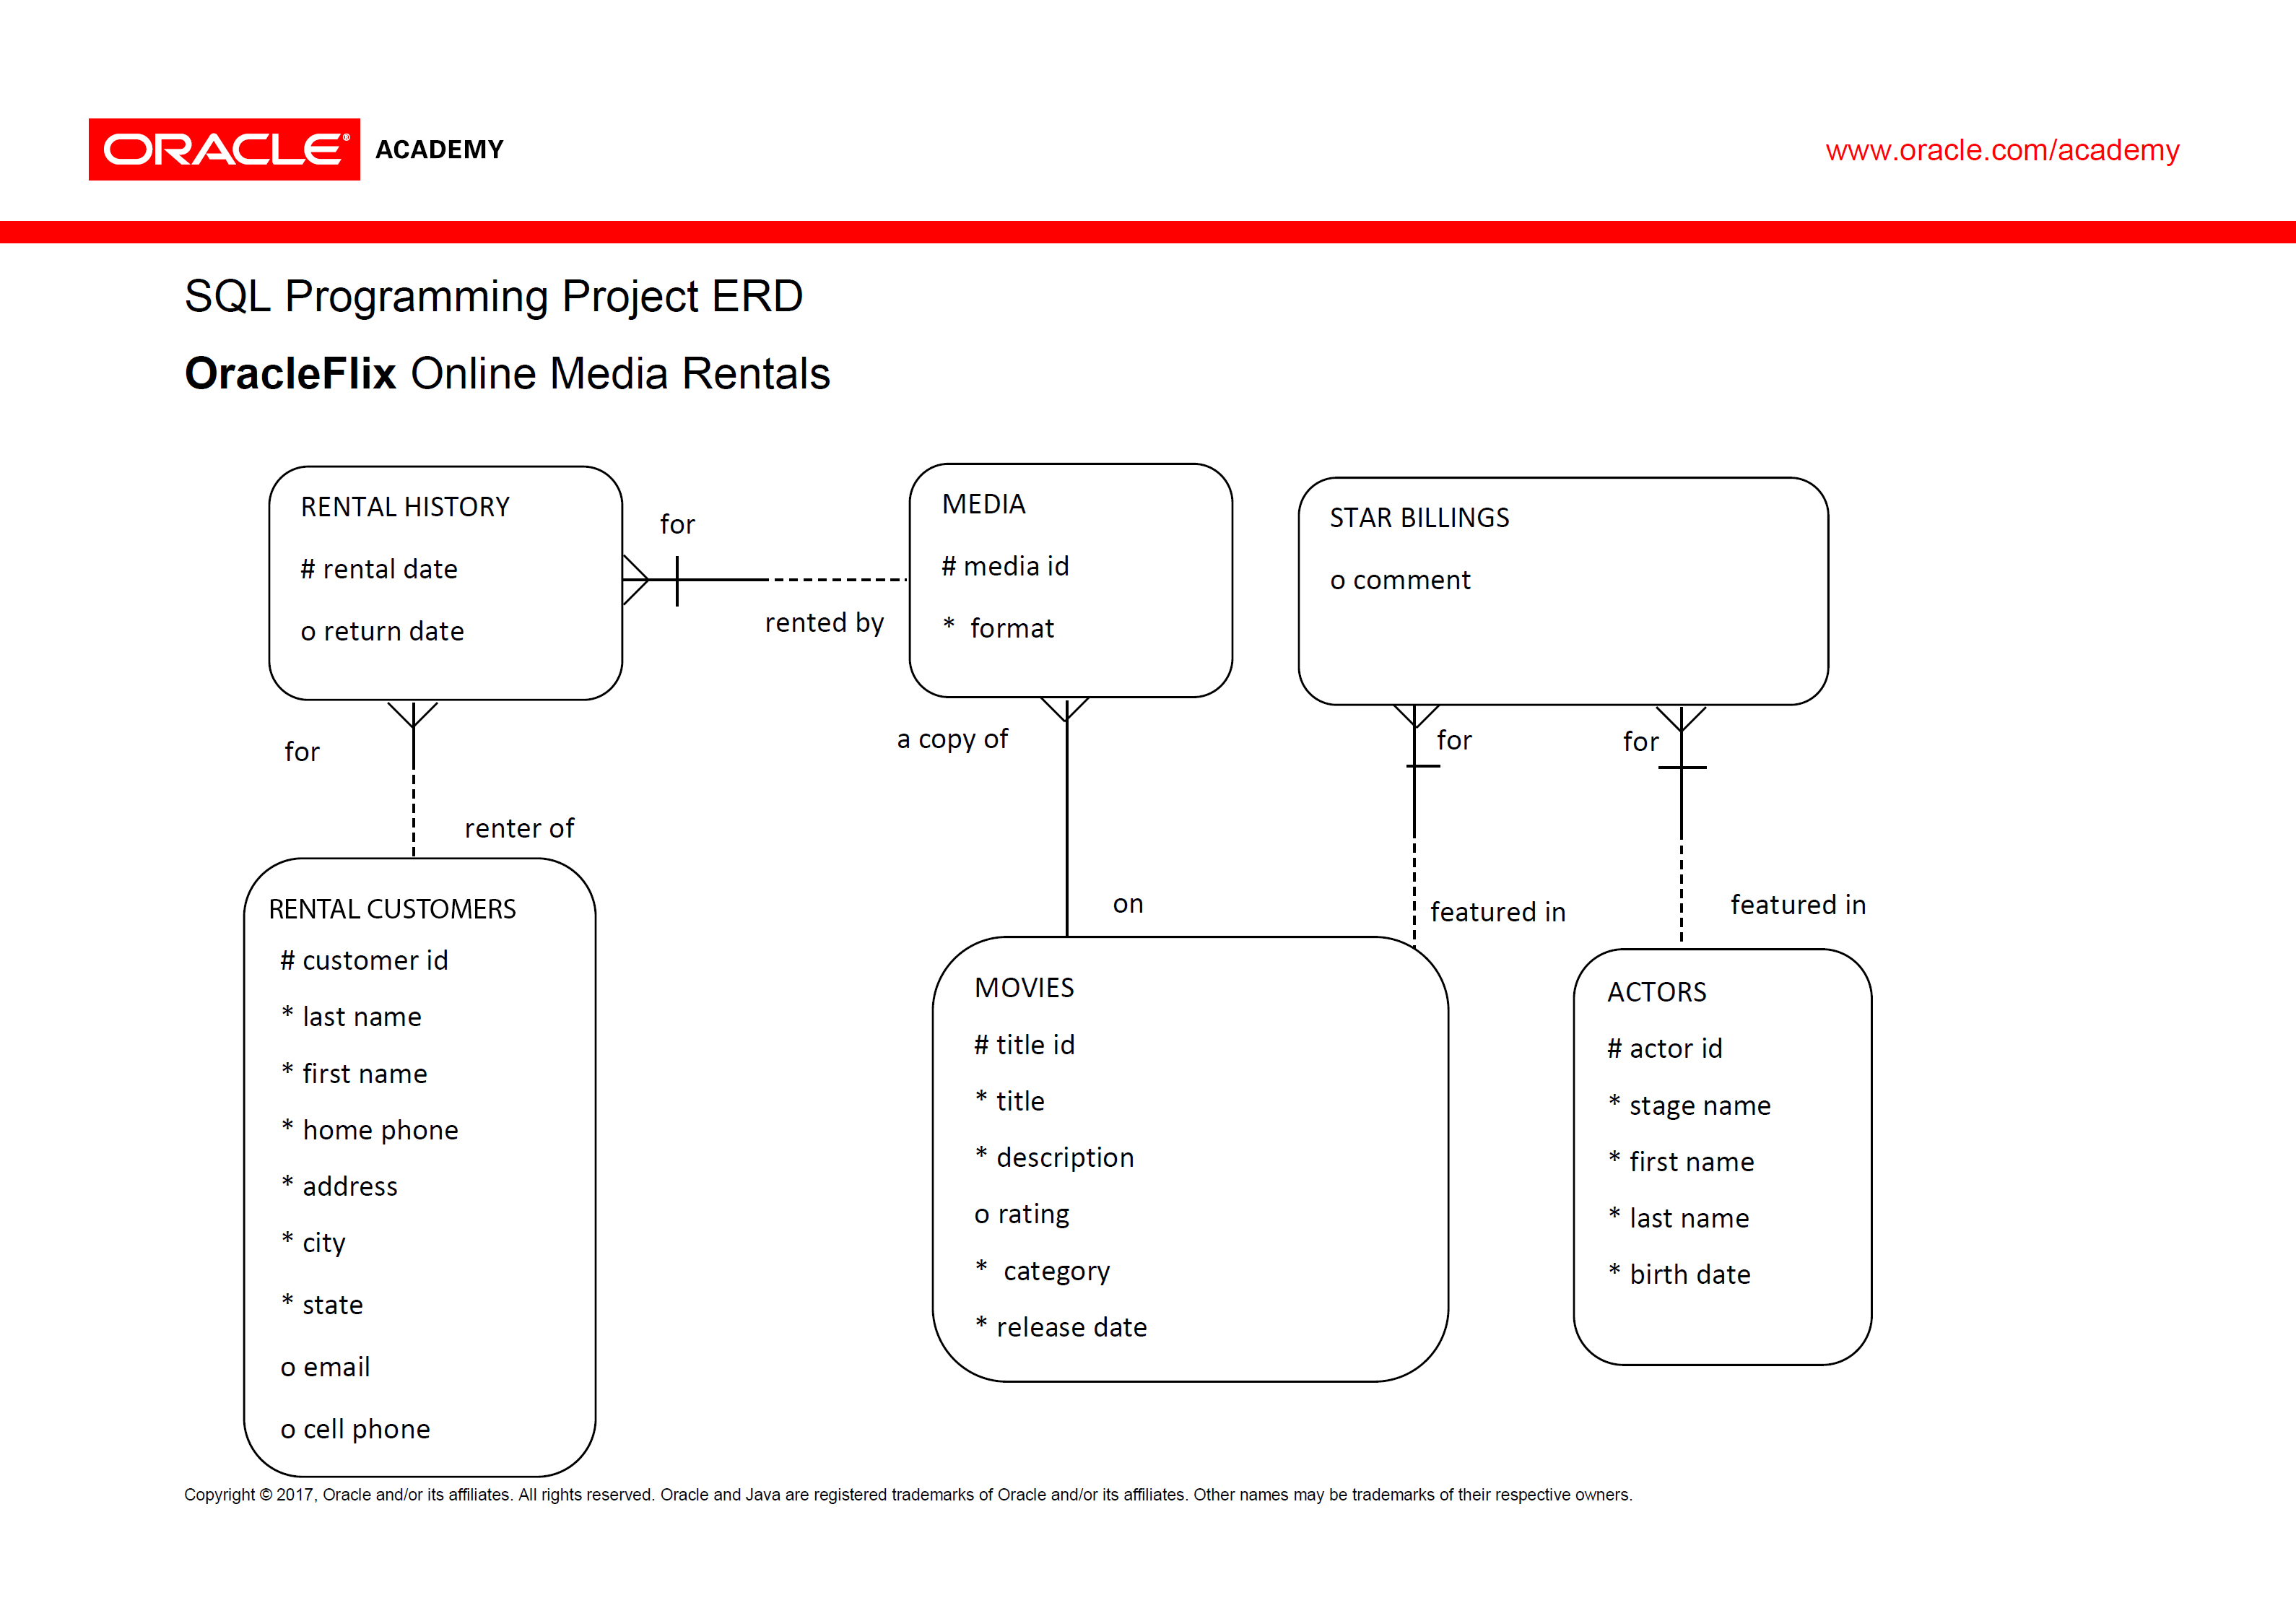 ORACLE® ACADEMY
www.oracle.com/academy
SQL Programming Project ERD
OracleFlix Online Media Rentals
RENTAL HISTORY
# rental date
o return date
for
rented by
MEDIA
# media id
* format
STAR BILLINGS
o comment
for
renter of
a copy of
on
for
featured in
for
featured in
RENTAL CUSTOMERS
# customer id
* last name
* first name
* home phone
* address
* city
* state
o email
o cell phone
MOVIES
# title id
* title
* description
o rating
* category
* release date
ACTORS
# actor id
* stage name
* first name
* last name
* birth date
Copyright © 2017, Oracle and/or its affiliates. All rights reserved. Oracle and Java are registered trademarks of Oracle and/or its affiliates. Other names may be trademarks of their respective owners.